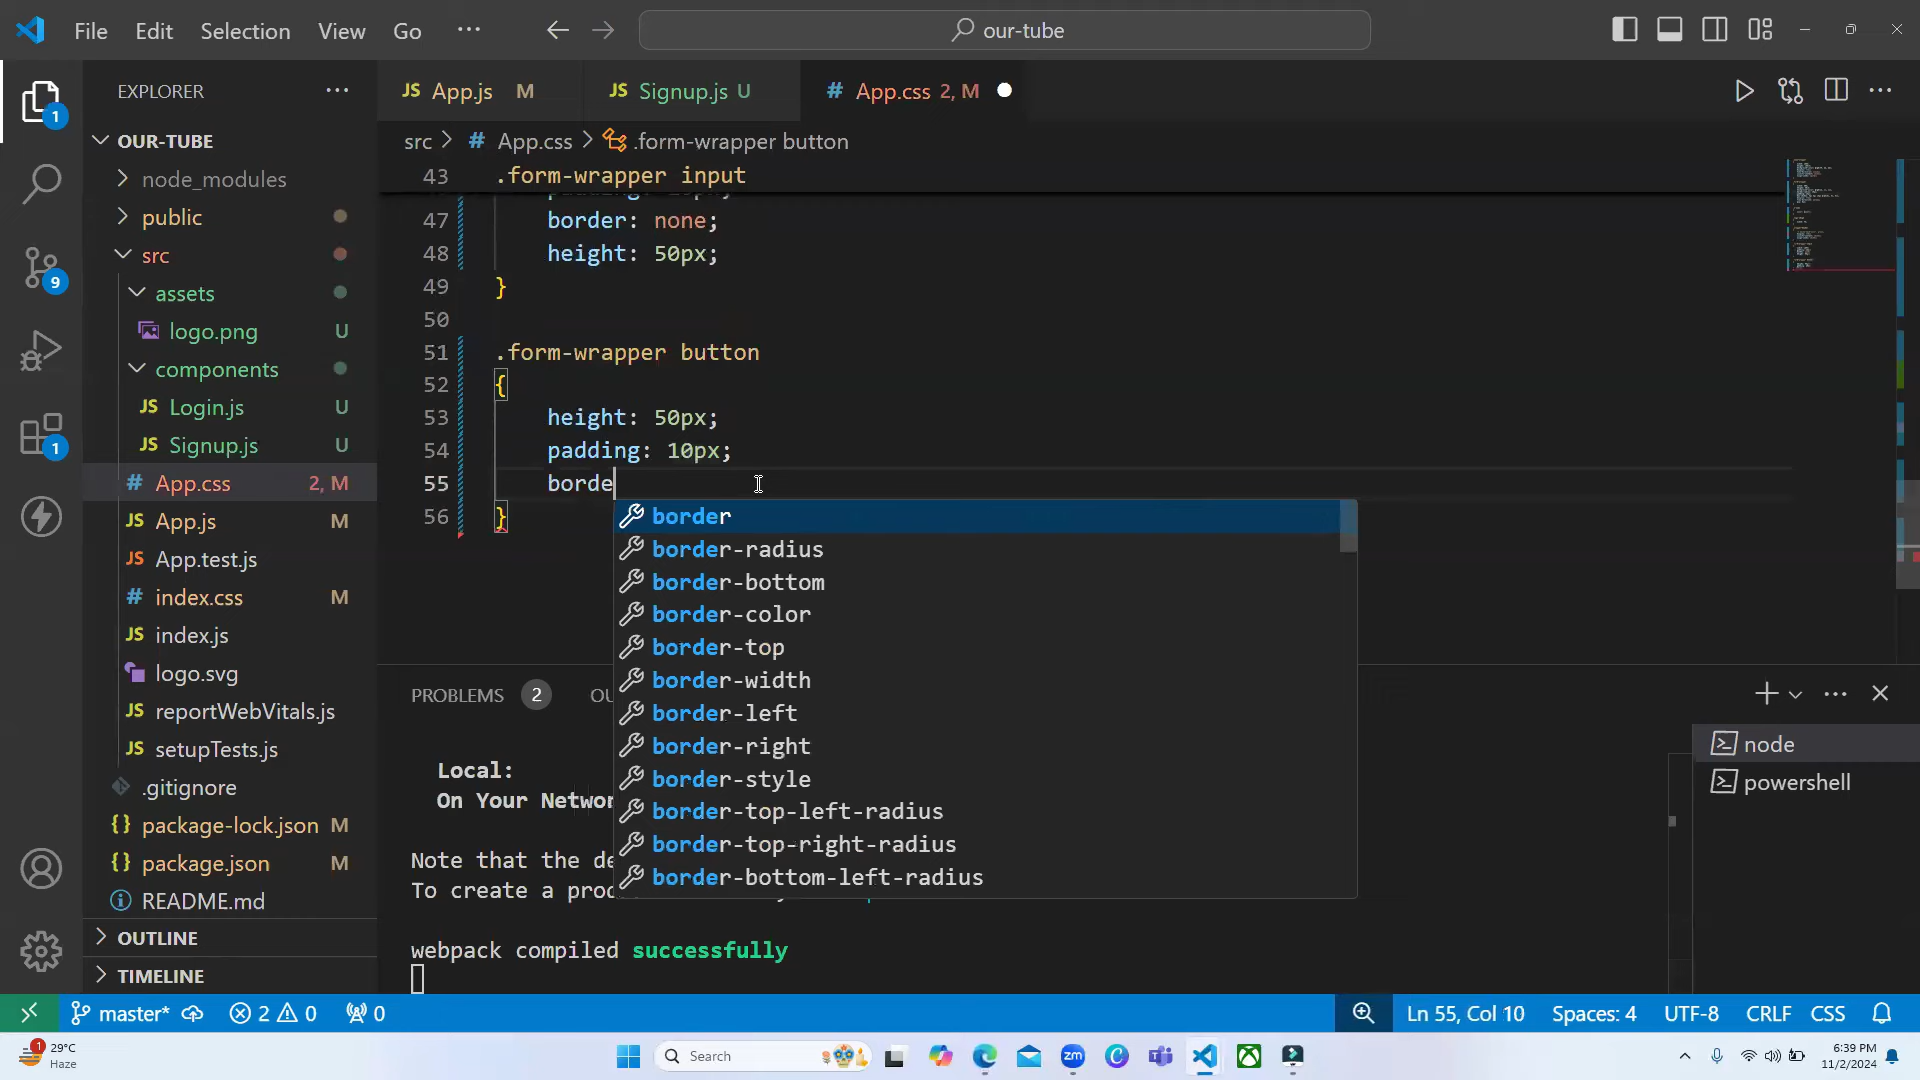 File Edit Selection View Go ··· our-tube
EXPLORER
OUR-TUBE
node_modules
public
src
assets
logo.png U
components
Login.js U
Signup.js U
App.css 2, M
App.js M
App.test.js
index.css M
index.js
logo.svg
reportWebVitals.js
setupTests.js
.gitignore
package-lock.json M
package.json M
README.md
OUTLINE
TIMELINE
1
9
1
JS App.js M JS Signup.js U # App.css 2, M
src > # App.css > .form-wrapper button
43 .form-wrapper input
47 border: none;
48 height: 50px;
49 }
50
51 .form-wrapper button
52 {
53 height: 50px;
54 padding: 10px;
55 borde
56 }
border
border-radius
border-bottom
border-color
border-top
border-width
border-left
border-right
border-style
border-top-left-radius
border-top-right-radius
border-bottom-left-radius
PROBLEMS 2 OU
Local:
On Your Networ
Note that the de
To create a prod
webpack compiled successfully
node
powershell
master* 2 0 0 Ln 55, Col 10 Spaces: 4 UTF-8 CRLF CSS
1 29°C
Haze
Search
6:39 PM
11/2/2024